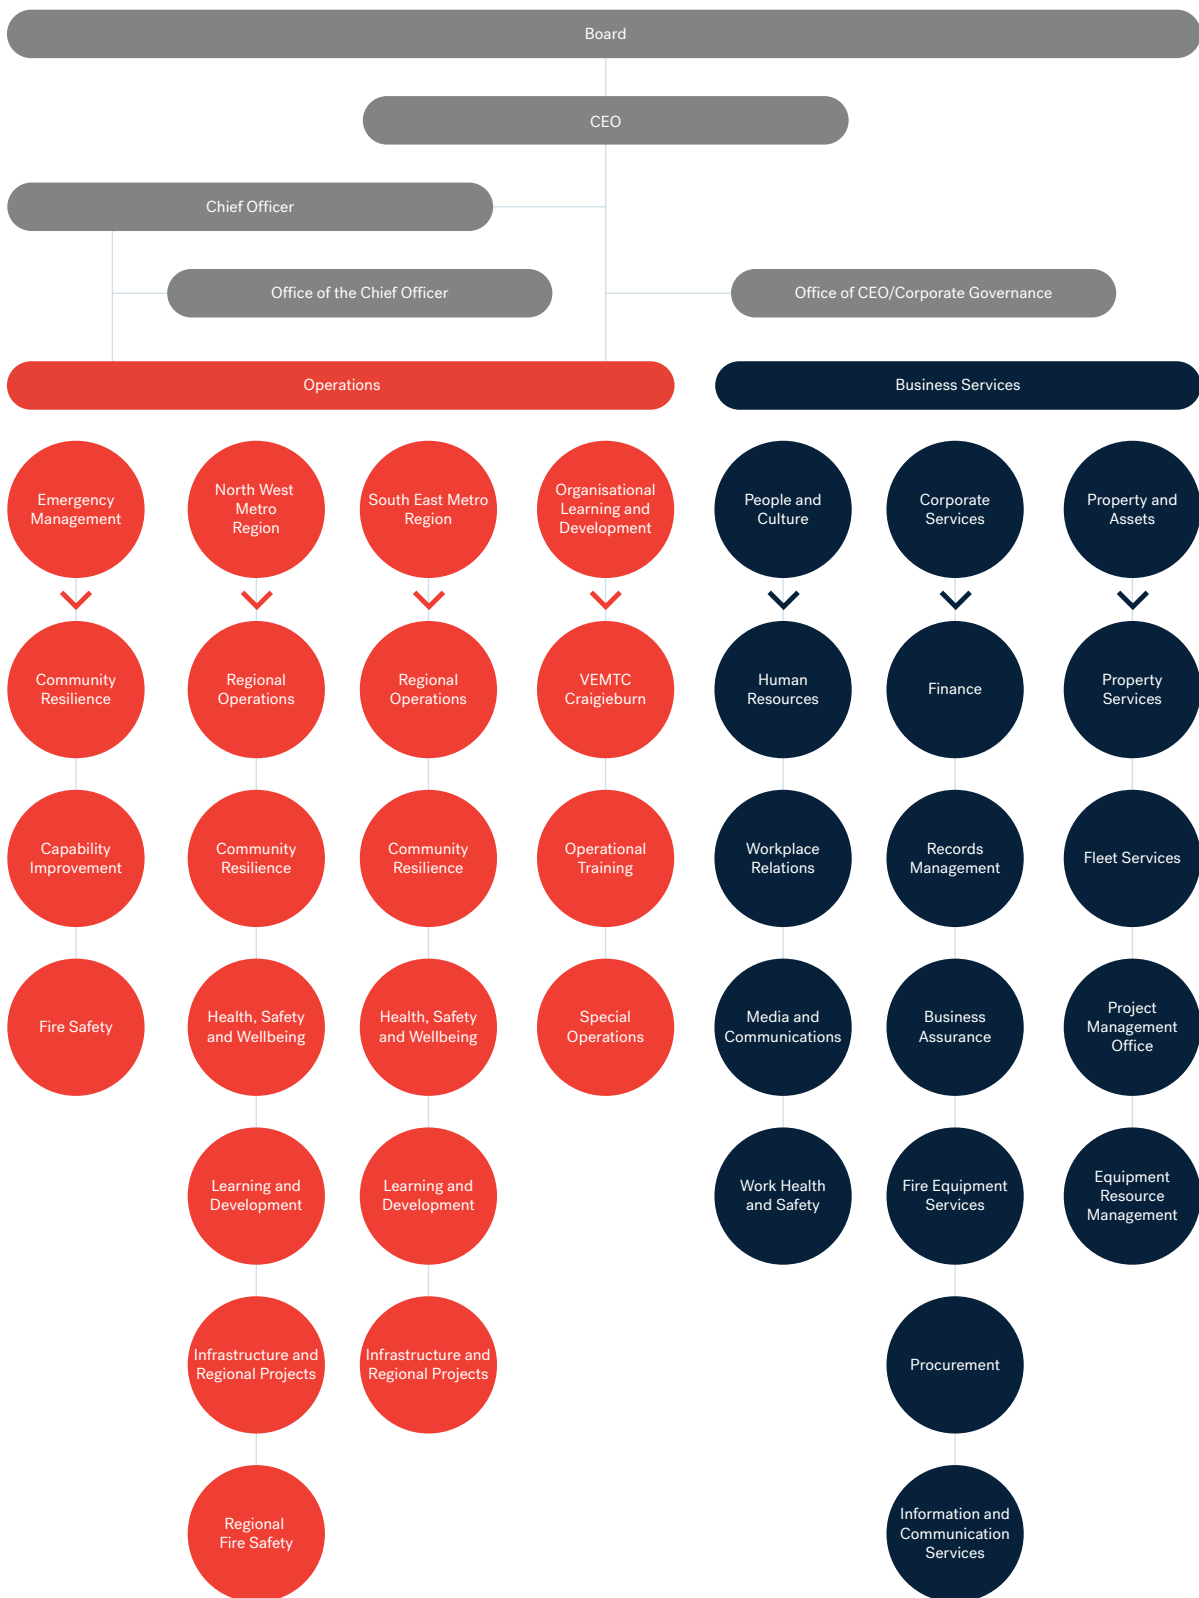 Board
CEO
Chief Officer
Office of the Chief Officer
Office of CEO/Corporate Governance
Operations
Emergency
Management
Community
Resilience
Capability
Improvement
Fire Safety
North West
Metro
Region
Regional
Operations
Community
Resilience
Health, Safety
and Wellbeing
Learning and
Development
Infrastructure and
Regional Projects
Regional
Fire Safety
South East Metro
Region
Regional
Operations
Community
Resilience
Health, Safety
and Wellbeing
Learning and
Development
Infrastructure and
Regional Projects
Organisational
Learning and
Development
VEMTC
Craigieburn
Operational
Training
Special
Operations
Business Services
People and
Culture
Human
Resources
Workplace
Relations
Media and
Communications
Work Health
and Safety
Corporate
Services
Finance
Records
Management
Business
Assurance
Fire Equipment
Services
Procurement
Information and
Communication
Services
Property and
Assets
Property
Services
Fleet Services
Project
Management
Office
Equipment
Resource
Management